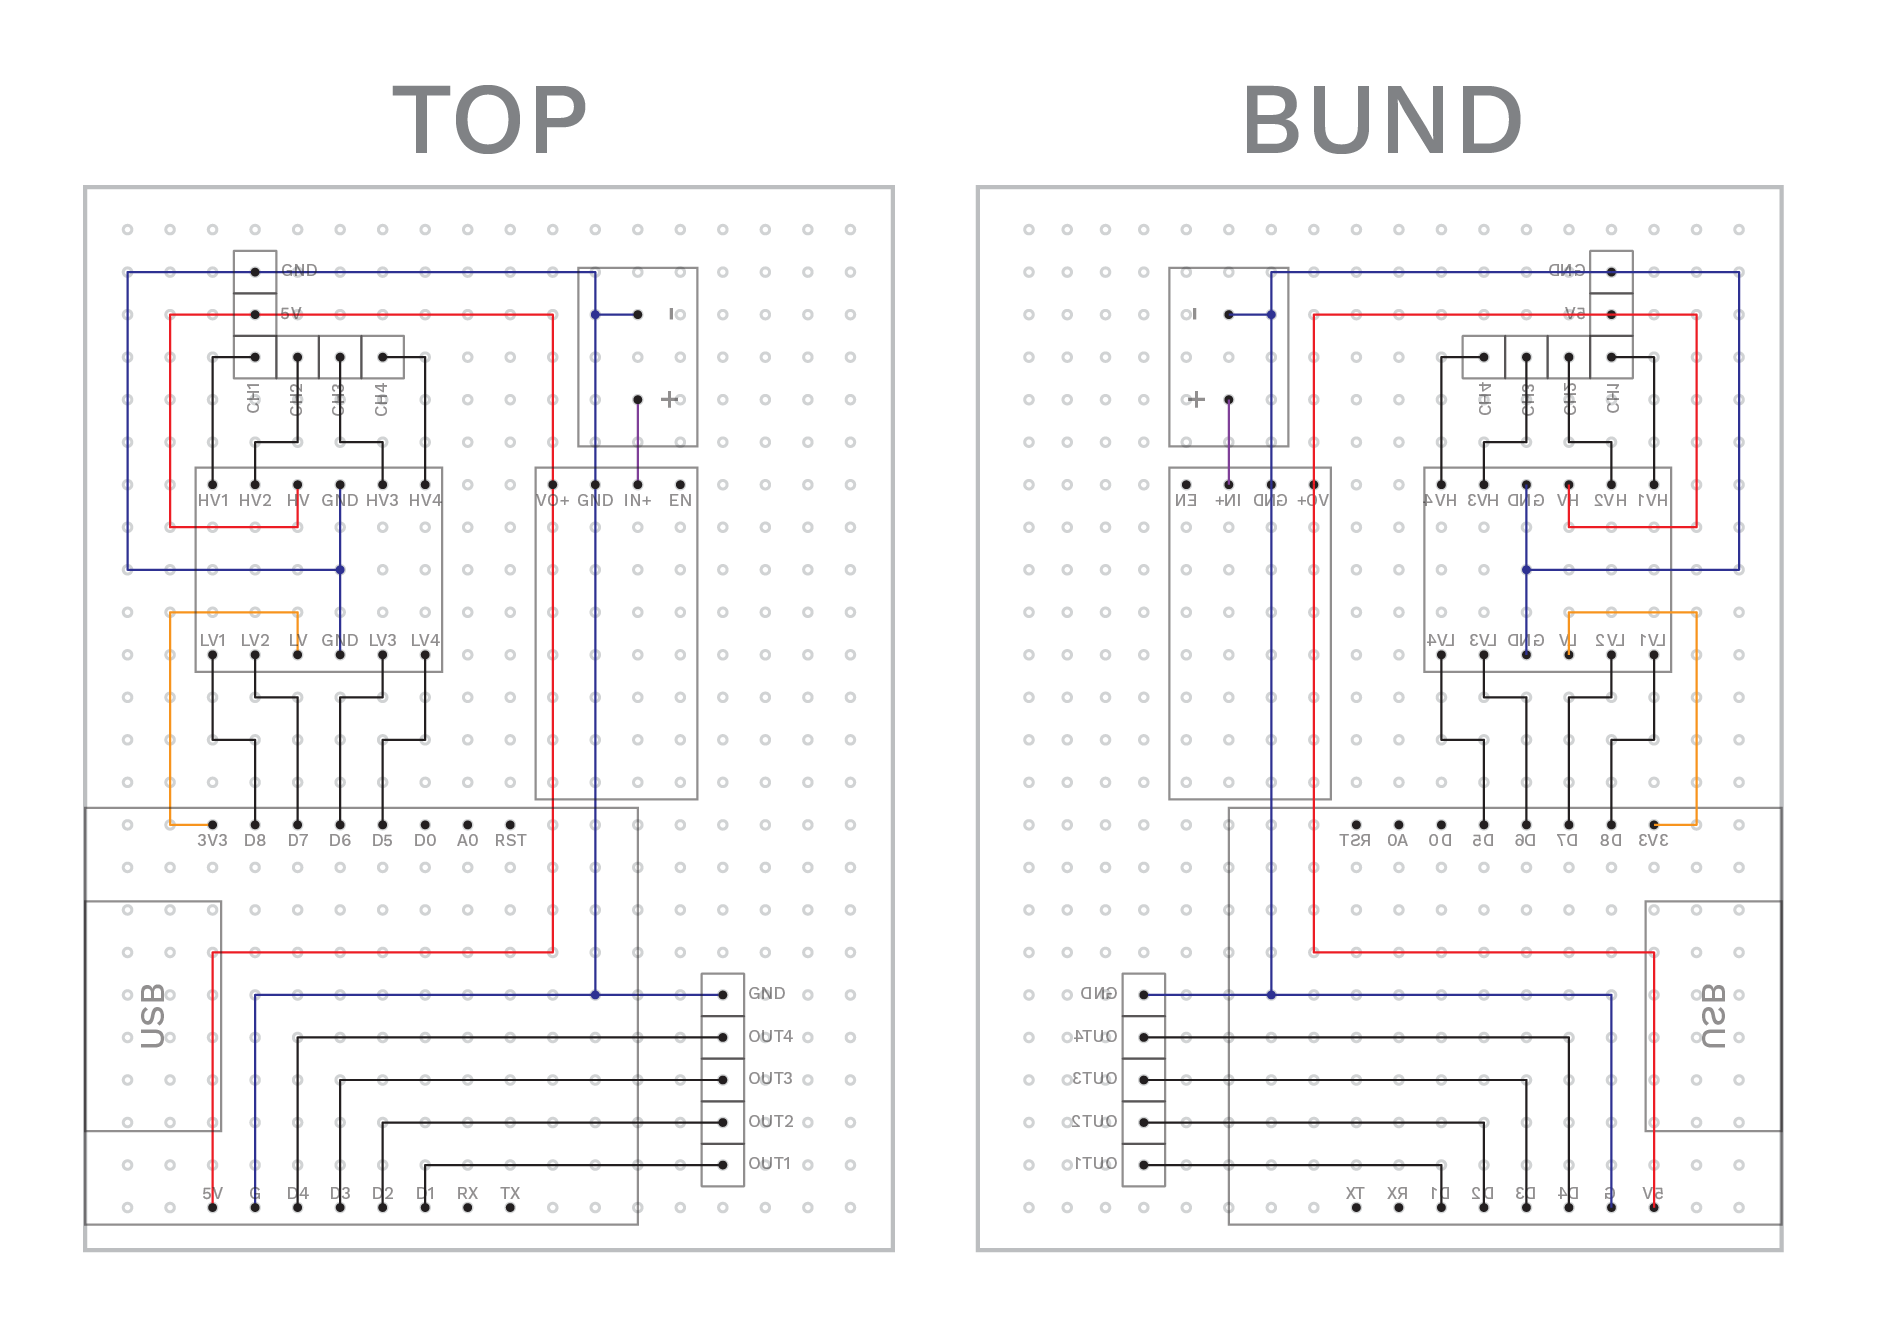 TOP
GND
5V
CH1 CH2 CH3 CH4
-
+
HV1 HV2 HV GND HV3 HV4
VO+ GND IN+ EN
LV1 LV2 LV GND LV3 LV4
3V3 D8 D7 D6 D5 D0 A0 RST
USB
GND
OUT4
OUT3
OUT2
OUT1
5V G D4 D3 D2 D1 RX TX
BUND
GND
5V
CH4 CH3 CH2 CH1
-
+
EN IN+ GND VO+
HV4 HV3 GND HV HV2 HV1
LV4 LV3 GND LV LV2 LV1
RST A0 D0 D5 D6 D7 D8 3V3
USB
GND
OUT4
OUT3
OUT2
OUT1
TX RX D1 D2 D3 D4 G 5V